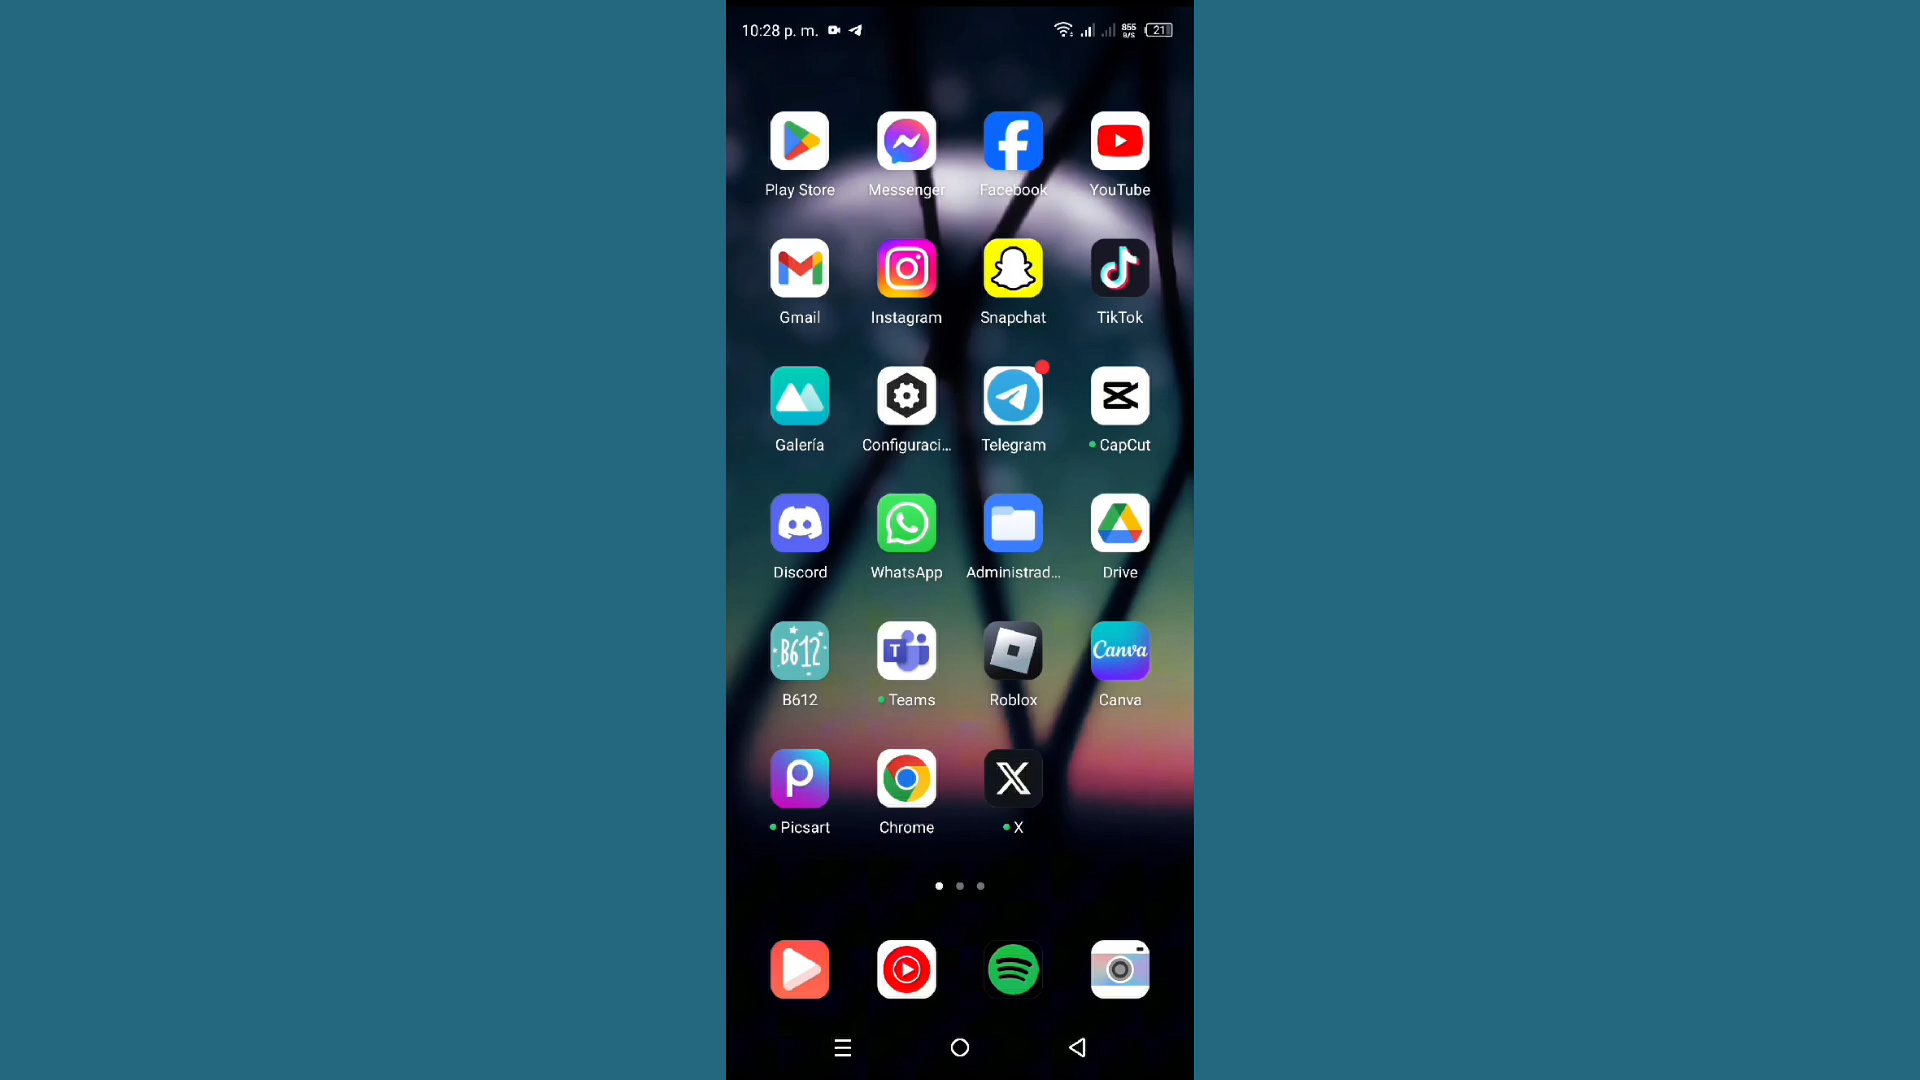 10:28 p. m. 855 B/S 21
Play Store Messenger Facebook YouTube
Gmail Instagram Snapchat TikTok
Galería Configuraci... Telegram CapCut
Discord WhatsApp Administrad... Drive
B612 T Canva
B612 Teams Roblox Canva
Picsart Chrome X